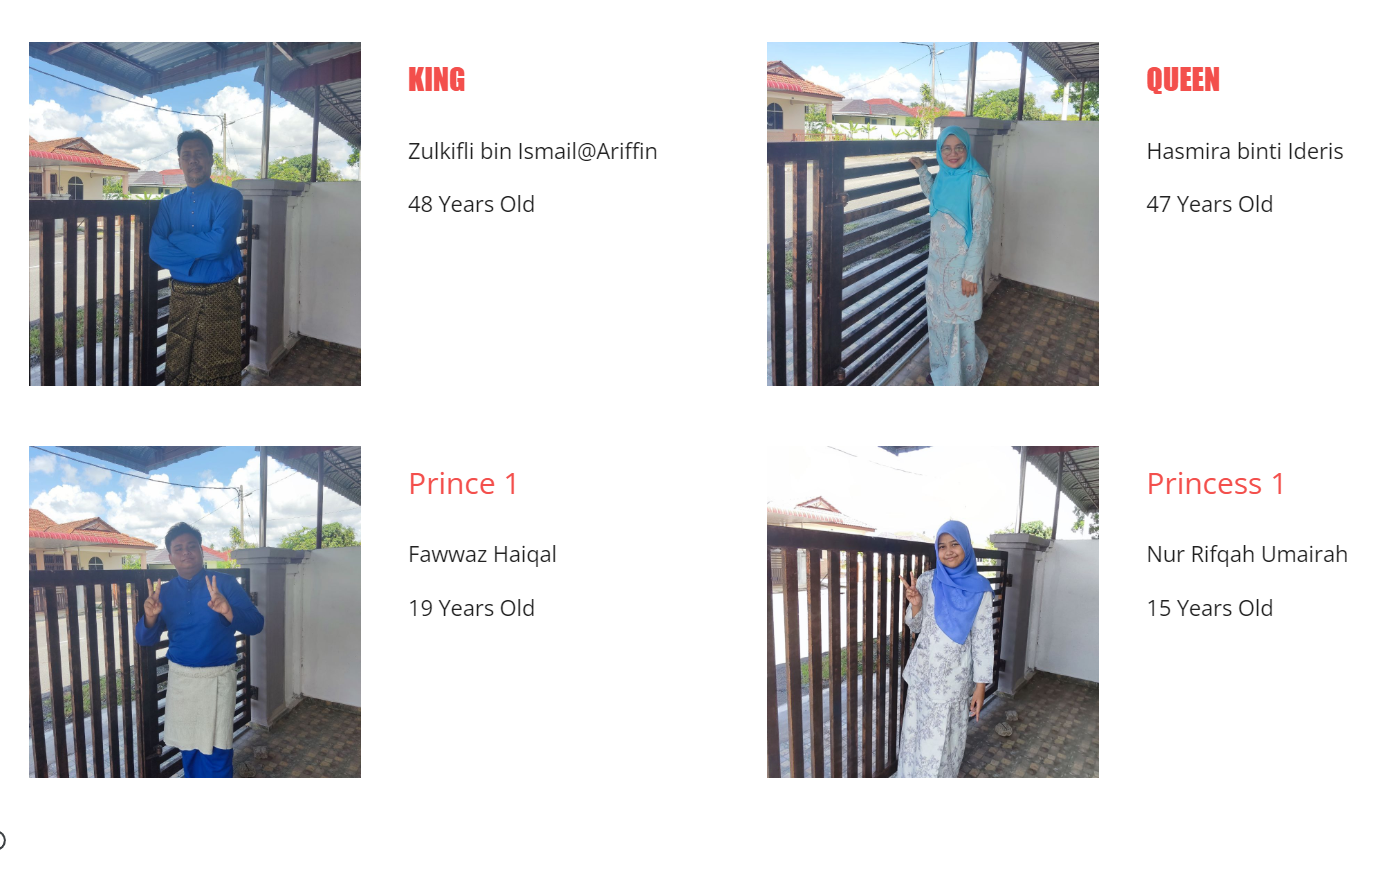 KING
Zulkifli bin Ismail@Ariffin
48 Years Old
QUEEN
Hasmira binti Ideris
47 Years Old
Prince 1
Fawwaz Haiqal
19 Years Old
Princess 1
Nur Rifqah Umairah
15 Years Old